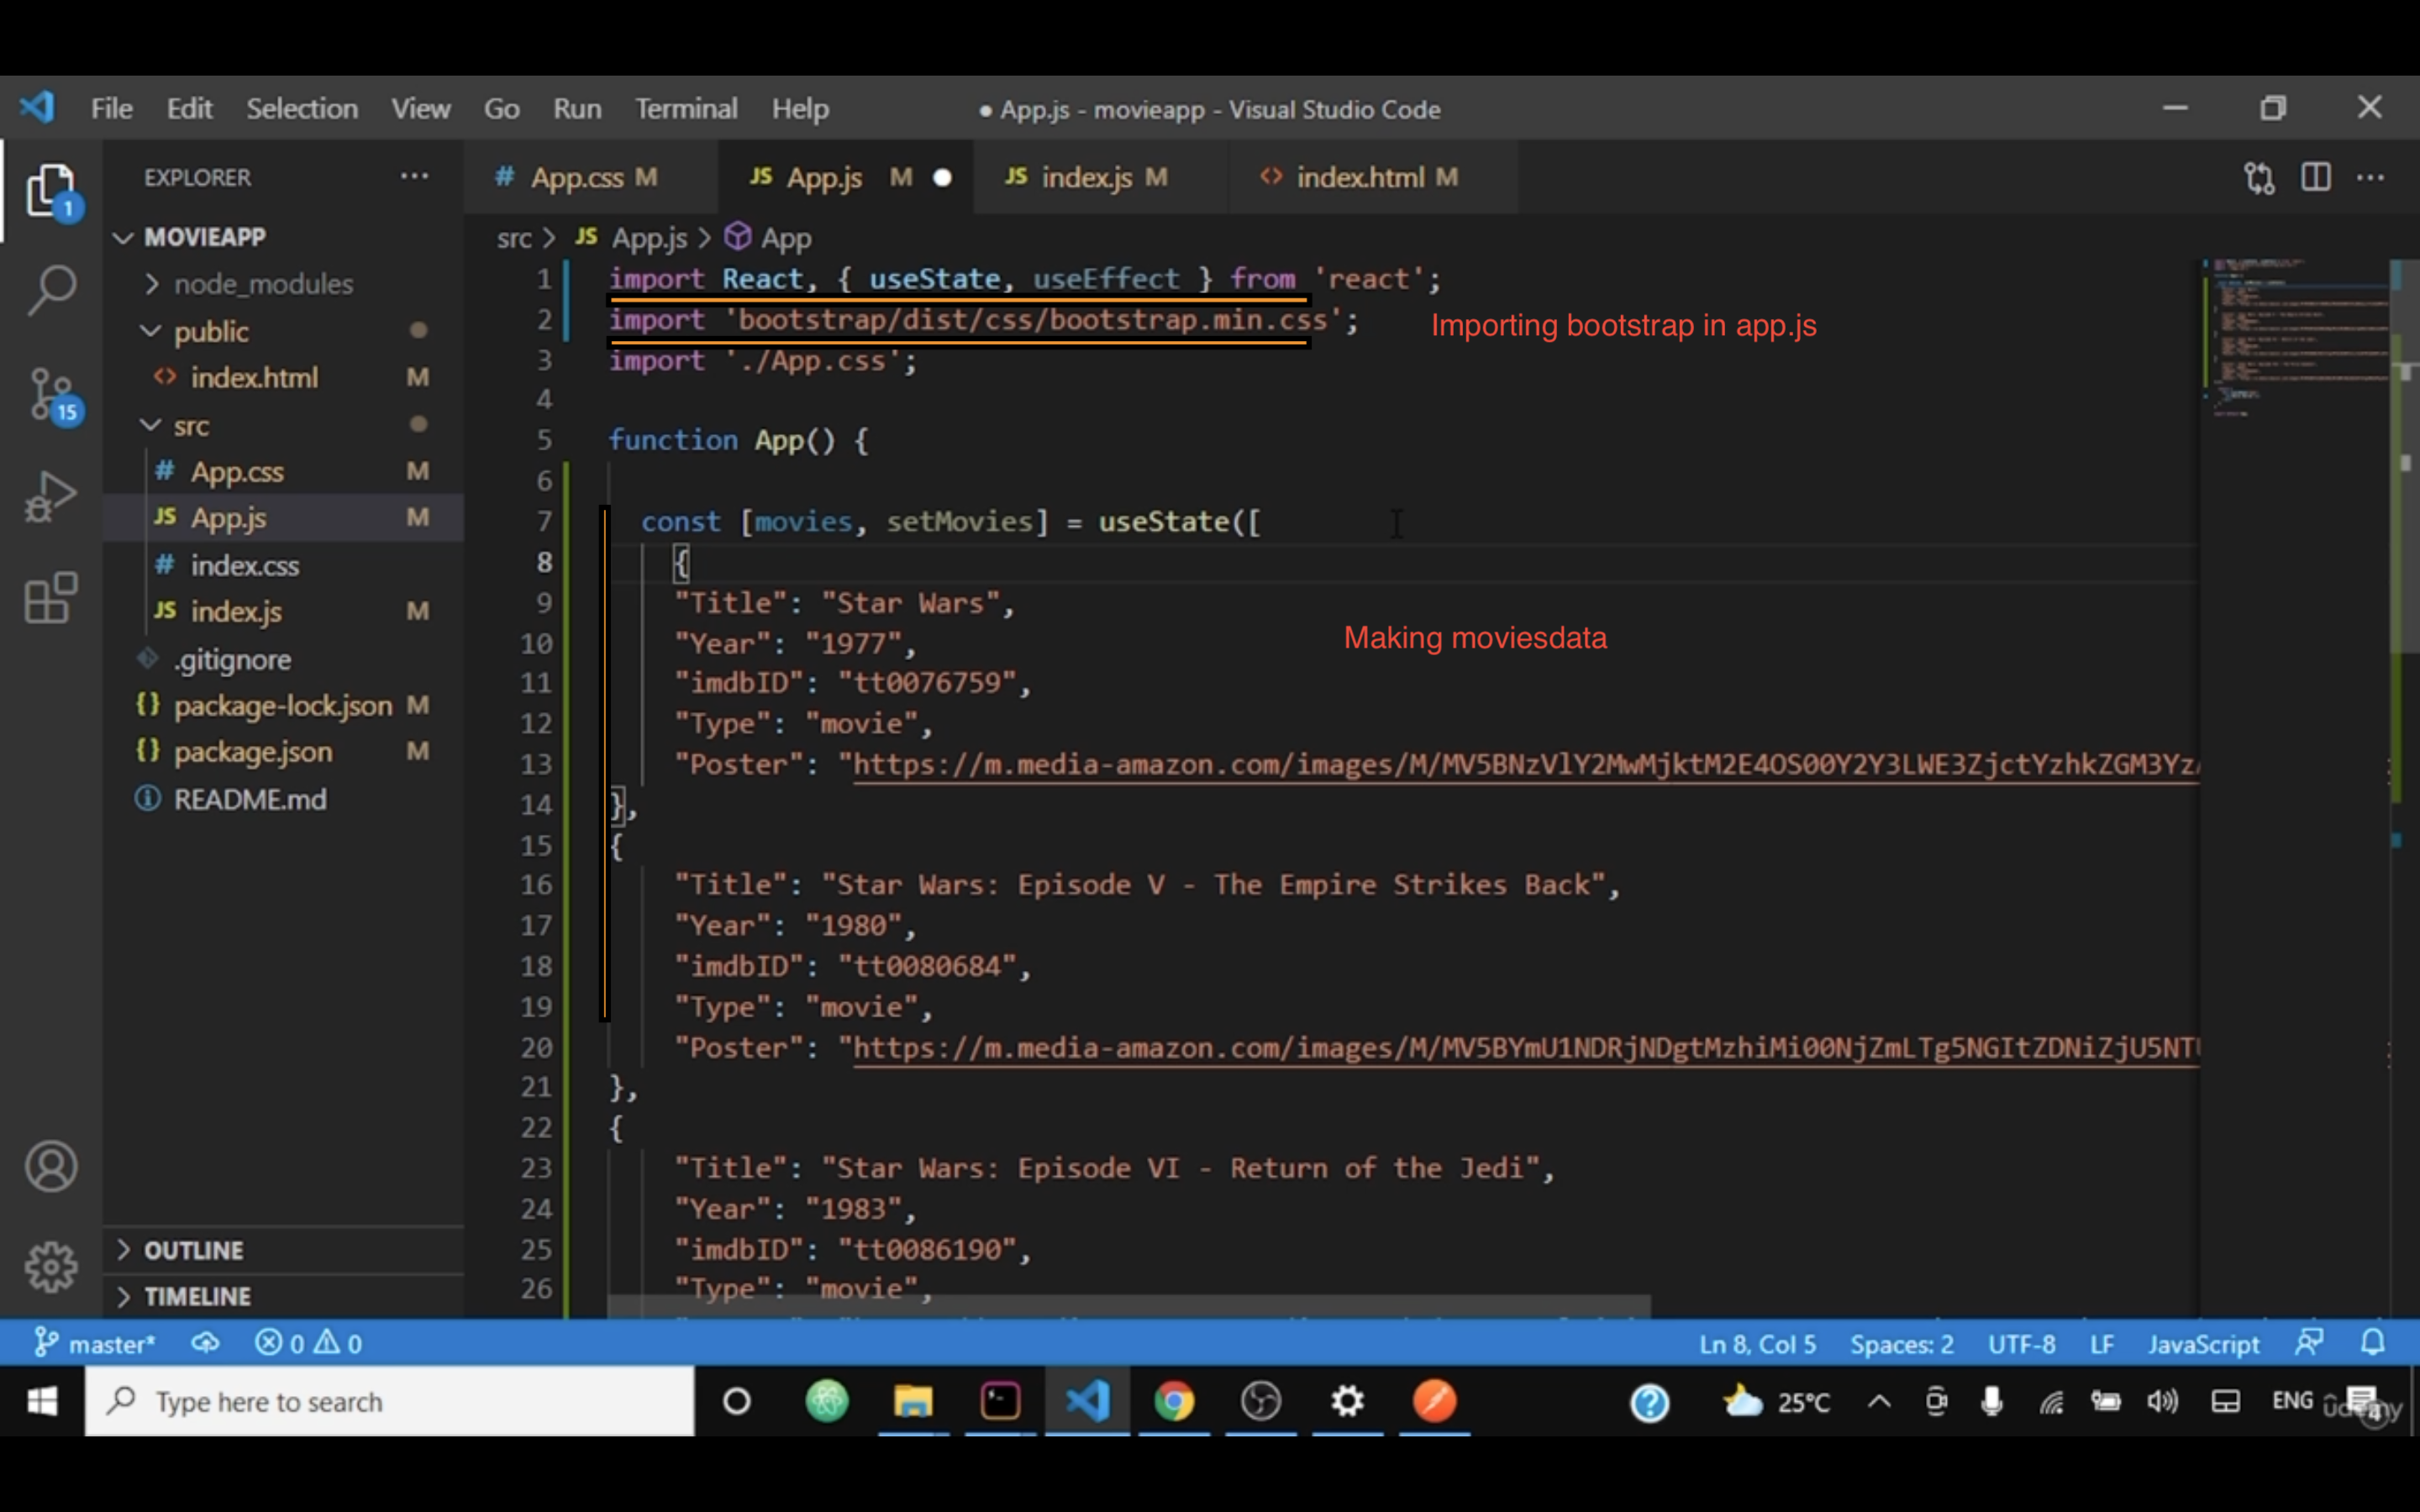 File Edit Selection View Go Run Terminal Help ● App.js - movieapp - Visual Studio Code
EXPLORER ...
# App.css M JS App.js M JS index.js M <> index.html M
1
MOVIEAPP
src > JS App.js > App
node_modules
public
<> index.html M
15
src
# App.css M
JS App.js M
# index.css
JS index.js M
.gitignore
{} package-lock.json M
{} package.json M
README.md
OUTLINE
TIMELINE
1 import React, { useState, useEffect } from 'react';
2 import 'bootstrap/dist/css/bootstrap.min.css';
Importing bootstrap in app.js
3 import './App.css';
4
5 function App() {
6
7 const [movies, setMovies] = useState([
8 {
9 "Title": "Star Wars",
10 "Year": "1977",
Making moviesdata
11 "imdbID": "tt0076759",
12 "Type": "movie",
13 "Poster": "https://m.media-amazon.com/images/M/MV5BNzVlY2MwMjktM2E4OS00Y2Y3LWE3ZjctYzhkZGM3YzA
14 },
15 {
16 "Title": "Star Wars: Episode V - The Empire Strikes Back",
17 "Year": "1980",
18 "imdbID": "tt0080684",
19 "Type": "movie",
20 "Poster": "https://m.media-amazon.com/images/M/MV5BYmU1NDRjNDgtMzhiMi00NjZmLTg5NGItZDNiZjU5NTU
21 },
22 {
23 "Title": "Star Wars: Episode VI - Return of the Jedi",
24 "Year": "1983",
25 "imdbID": "tt0086190",
26 "Type": "movie",
master* 0 0 Ln 8, Col 5 Spaces: 2 UTF-8 LF JavaScript
Type here to search 25°C ENG
udemy